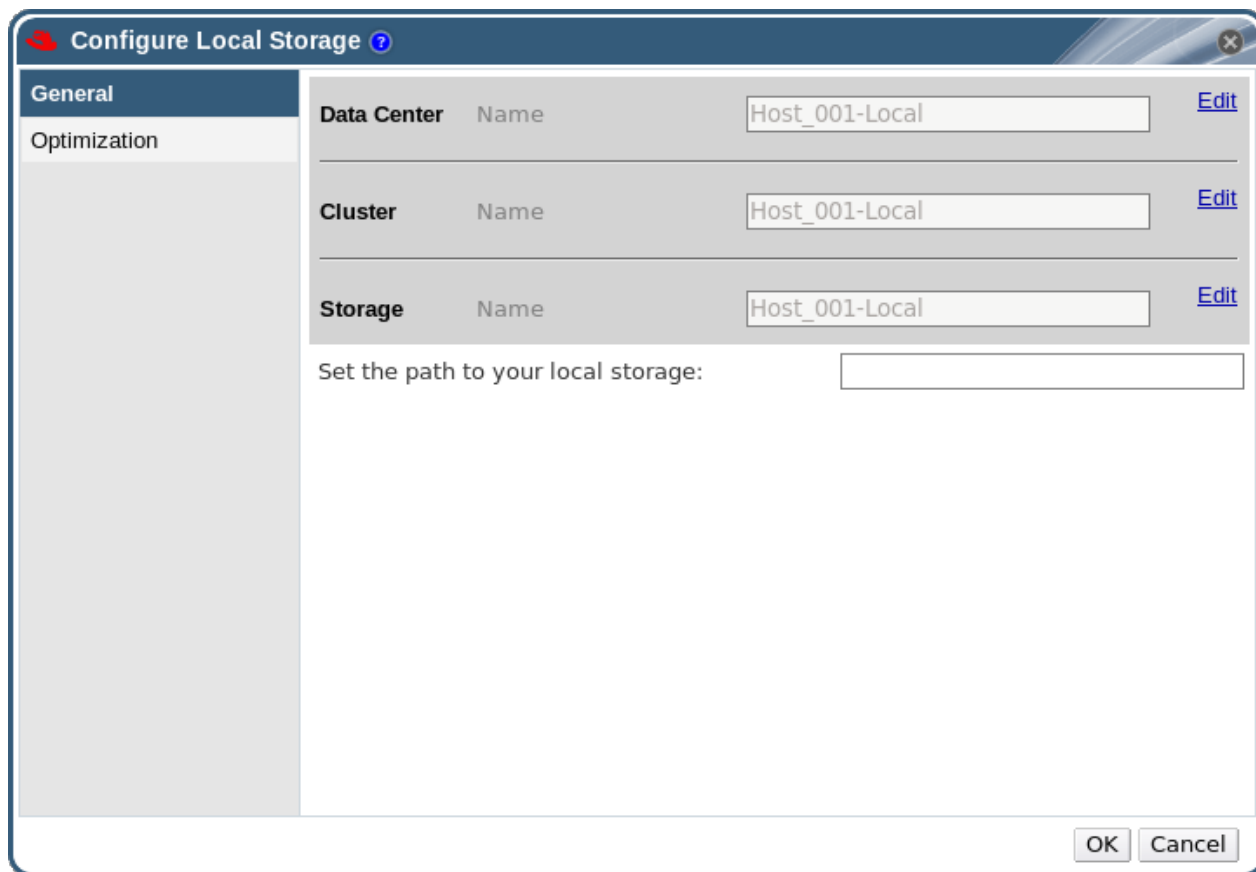 Configure Local Storage ?
General
Optimization
Data Center Name Host_001-Local Edit
Cluster Name Host_001-Local Edit
Storage Name Host_001-Local Edit
Set the path to your local storage:
OK Cancel